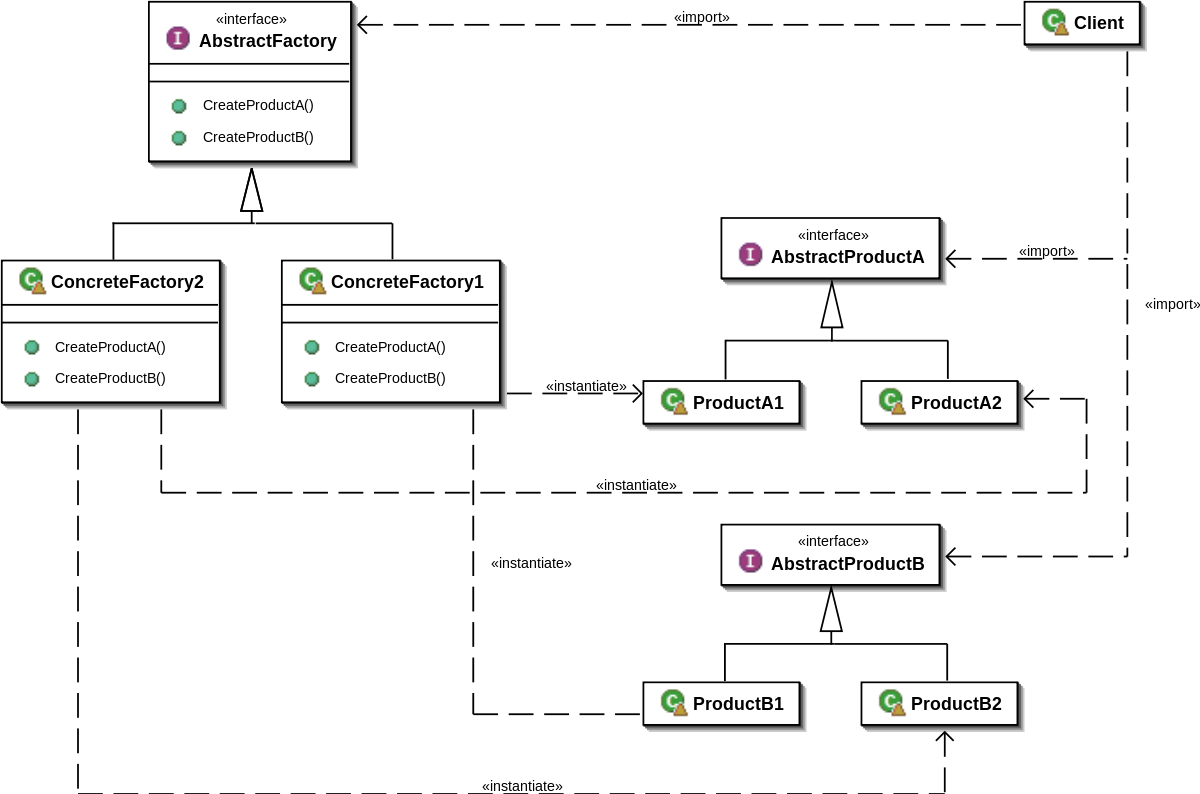 «interface»
AbstractFactory
CreateProductA()
CreateProductB()
«import»
Client
ConcreteFactory2
CreateProductA()
CreateProductB()
ConcreteFactory1
CreateProductA()
CreateProductB()
«interface»
AbstractProductA
«import»
«import»
«instantiate»
ProductA1
ProductA2
«instantiate»
«interface»
AbstractProductB
«instantiate»
ProductB1
ProductB2
«instantiate»